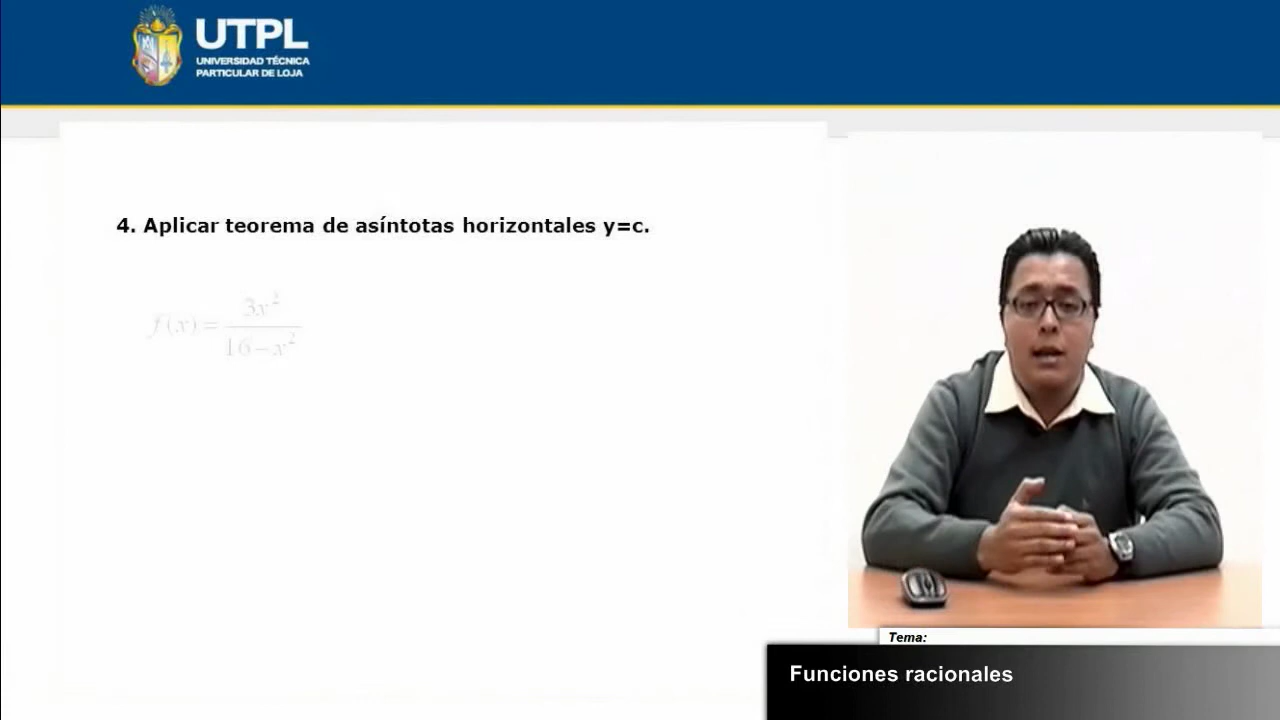 UTPL
UNIVERSIDAD TÉCNICA
PARTICULAR DE LOJA
4. Aplicar teorema de asíntotas horizontales y=c.
f(x) = 3x² / 16 − x²
Tema:
Funciones racionales